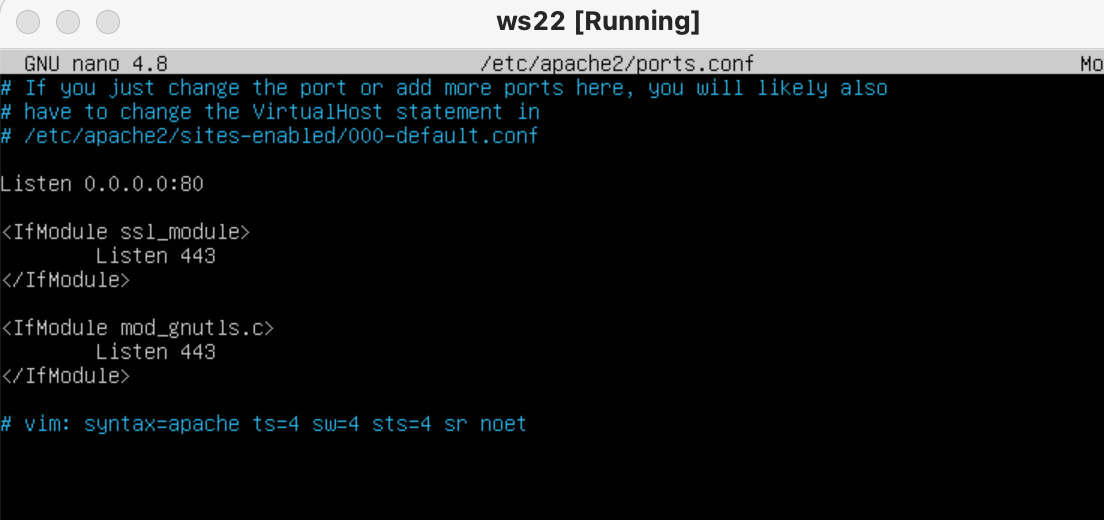 ws22 [Running]
GNU nano 4.8 /etc/apache2/ports.conf Mo
# If you just change the port or add more ports here, you will likely also
# have to change the VirtualHost statement in
# /etc/apache2/sites-enabled/000-default.conf
Listen 0.0.0.0:80
<IfModule ssl_module>
Listen 443
</IfModule>
<IfModule mod_gnutls.c>
Listen 443
</IfModule>
# vim: syntax=apache ts=4 sw=4 sts=4 sr noet